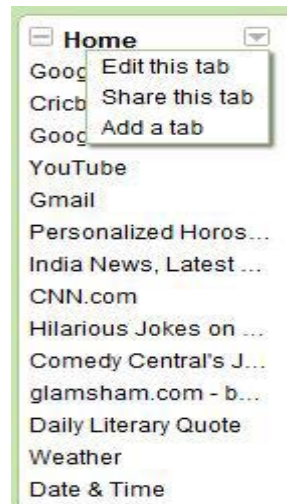 Home
Goog
Edit this tab
Cricb
Share this tab
Goog
Add a tab
YouTube
Gmail
Personalized Horos...
India News, Latest ...
CNN.com
Hilarious Jokes on ...
Comedy Central's J...
glamsham.com - b...
Daily Literary Quote
Weather
Date & Time